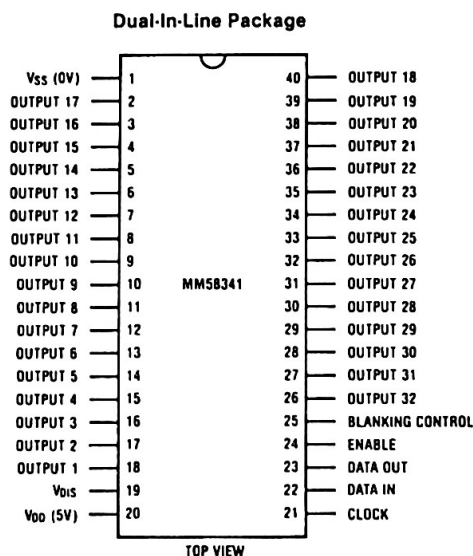 Dual-In-Line Package
VSS (0V) 1 40 OUTPUT 18
OUTPUT 17 2 39 OUTPUT 19
OUTPUT 16 3 38 OUTPUT 20
OUTPUT 15 4 37 OUTPUT 21
OUTPUT 14 5 36 OUTPUT 22
OUTPUT 13 6 35 OUTPUT 23
OUTPUT 12 7 34 OUTPUT 24
OUTPUT 11 8 33 OUTPUT 25
OUTPUT 10 9 32 OUTPUT 26
OUTPUT 9 10 MM58341 31 OUTPUT 27
OUTPUT 8 11 30 OUTPUT 28
OUTPUT 7 12 29 OUTPUT 29
OUTPUT 6 13 28 OUTPUT 30
OUTPUT 5 14 27 OUTPUT 31
OUTPUT 4 15 26 OUTPUT 32
OUTPUT 3 16 25 BLANKING CONTROL
OUTPUT 2 17 24 ENABLE
OUTPUT 1 18 23 DATA OUT
VDIS 19 22 DATA IN
VDD (5V) 20 21 CLOCK
TOP VIEW